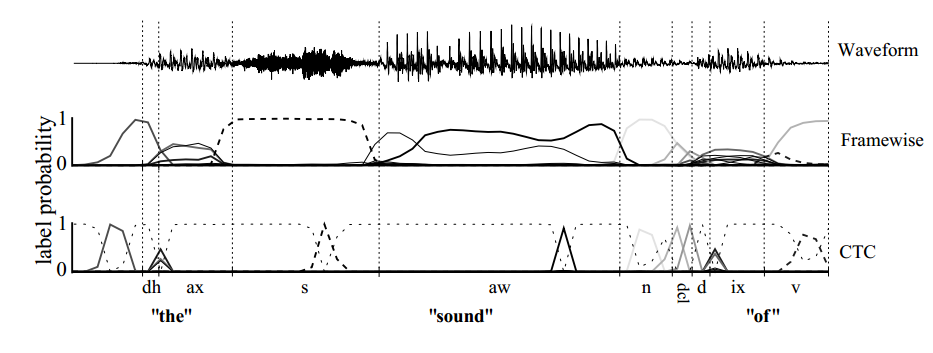 Waveform
label probability
1
0
Framewise
1
0
CTC
dh ax s aw n dcl d ix v
"the" "sound" "of"